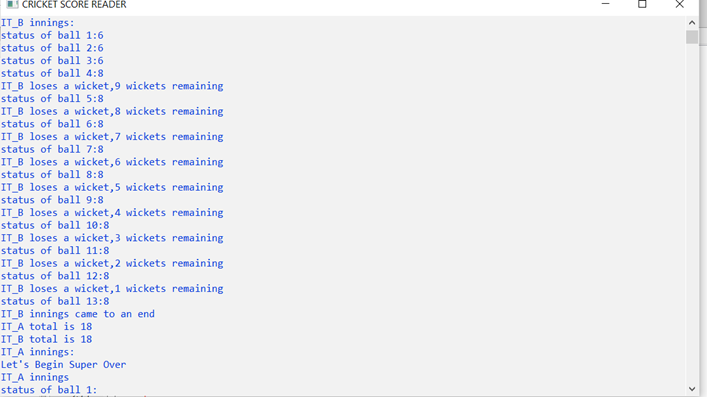 CRICKET SCORE READER
IT_B innings:
status of ball 1:6
status of ball 2:6
status of ball 3:6
status of ball 4:8
IT_B loses a wicket,9 wickets remaining
status of ball 5:8
IT_B loses a wicket,8 wickets remaining
status of ball 6:8
IT_B loses a wicket,7 wickets remaining
status of ball 7:8
IT_B loses a wicket,6 wickets remaining
status of ball 8:8
IT_B loses a wicket,5 wickets remaining
status of ball 9:8
IT_B loses a wicket,4 wickets remaining
status of ball 10:8
IT_B loses a wicket,3 wickets remaining
status of ball 11:8
IT_B loses a wicket,2 wickets remaining
status of ball 12:8
IT_B loses a wicket,1 wickets remaining
status of ball 13:8
IT_B innings came to an end
IT_A total is 18
IT_B total is 18
IT_A innings:
Let's Begin Super Over
IT_A innings
status of ball 1: